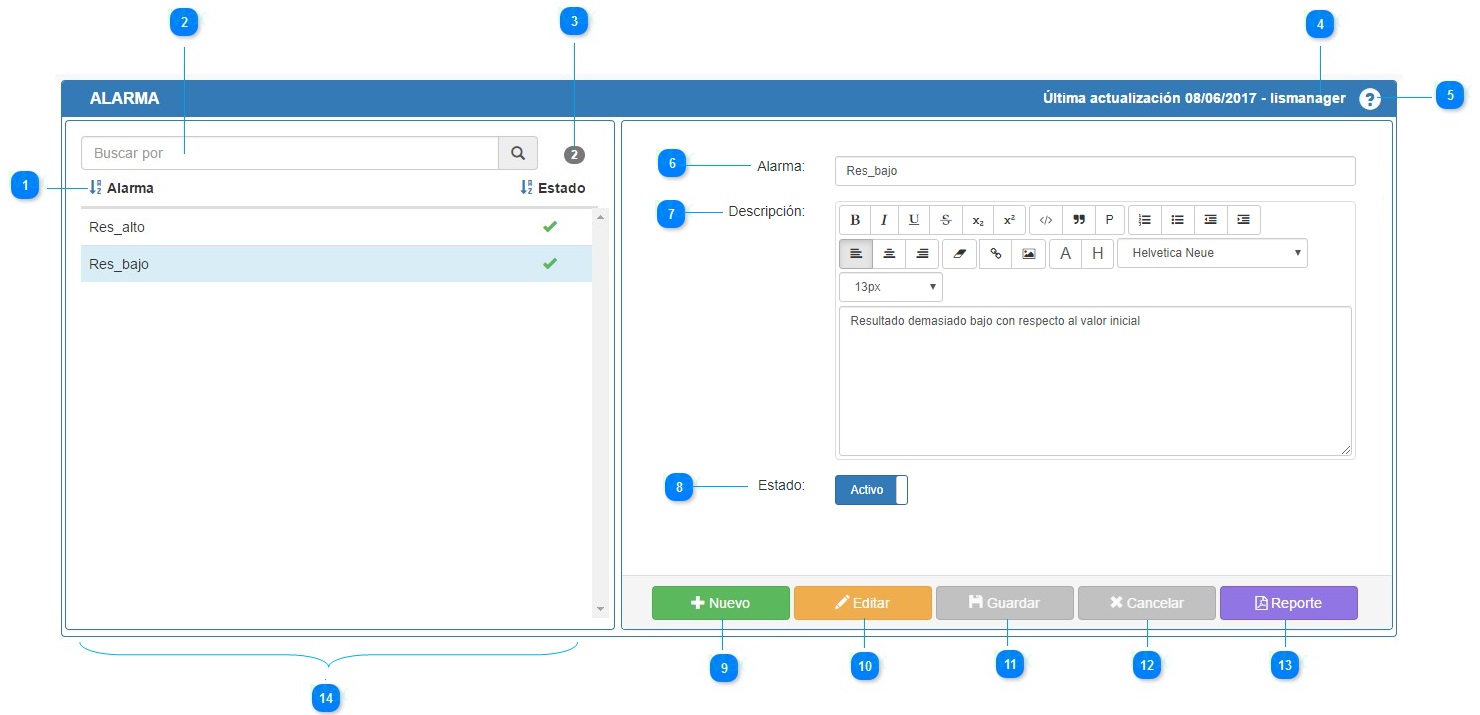 2
3
4
ALARMA
Última actualización 08/06/2017 - lismanager
?
5
Buscar por
2
1
Alarma
Estado
Res_alto
Res_bajo
6
Alarma:
Res_bajo
7
Descripción:
B I U S x₂ x² </> ❞ P
A H Helvetica Neue
13px
Resultado demasiado bajo con respecto al valor inicial
8
Estado:
Activo
Nuevo
Editar
Guardar
Cancelar
Reporte
9
10
11
12
13
14